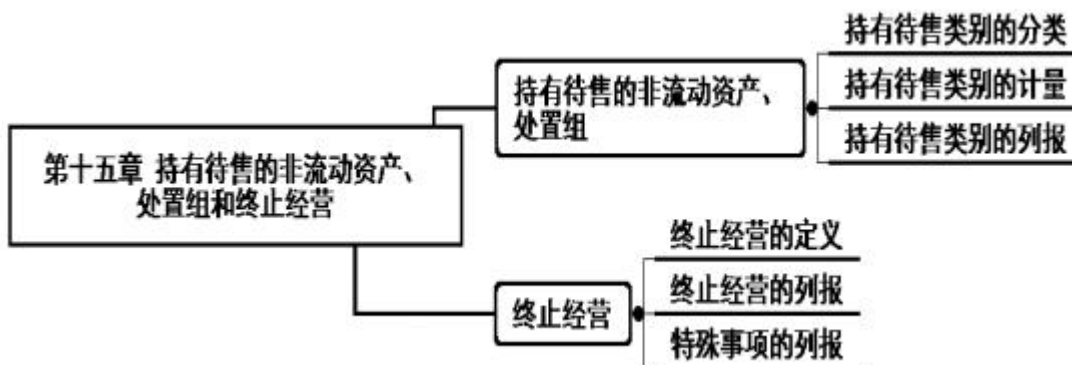 第十五章 持有待售的非流动资产、
处置组和终止经营
持有待售的非流动资产、
处置组
持有待售类别的分类
持有待售类别的计量
持有待售类别的列报
终止经营
终止经营的定义
终止经营的列报
特殊事项的列报